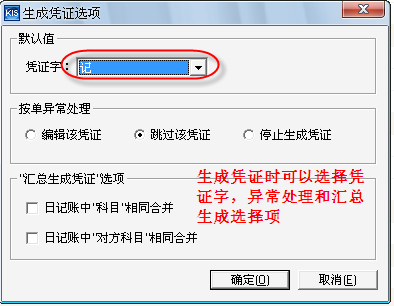 KIS 生成凭证选项
默认值
凭证字：
记
按单异常处理
编辑该凭证
跳过该凭证
停止生成凭证
"汇总生成凭证"选项
生成凭证时可以选择凭
证字，异常处理和汇总
生成选择项
日记账中"科目"相同合并
日记账中"对方科目"相同合并
确定(O)
取消(E)